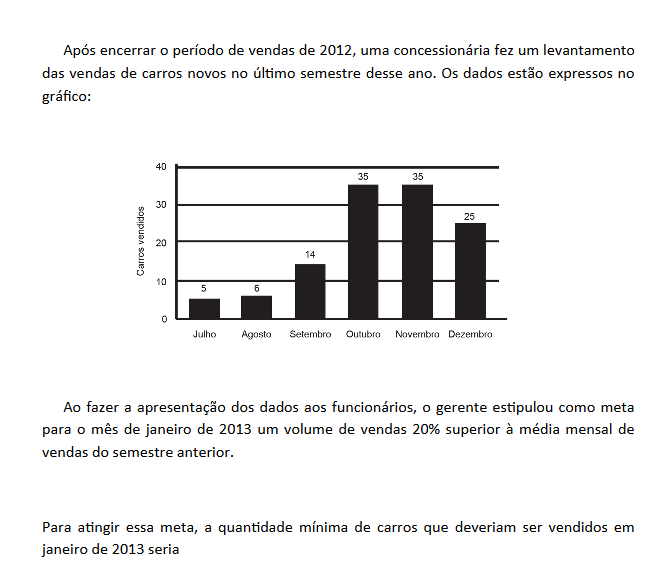 Após encerrar o período de vendas de 2012, uma concessionária fez um levantamento
das vendas de carros novos no último semestre desse ano. Os dados estão expressos no
gráfico:
40
35
35
30
25
20
14
10
5
6
0
Carros vendidos
Julho Agosto Setembro Outubro Novembro Dezembro
Ao fazer a apresentação dos dados aos funcionários, o gerente estipulou como meta
para o mês de janeiro de 2013 um volume de vendas 20% superior à média mensal de
vendas do semestre anterior.
Para atingir essa meta, a quantidade mínima de carros que deveriam ser vendidos em
janeiro de 2013 seria